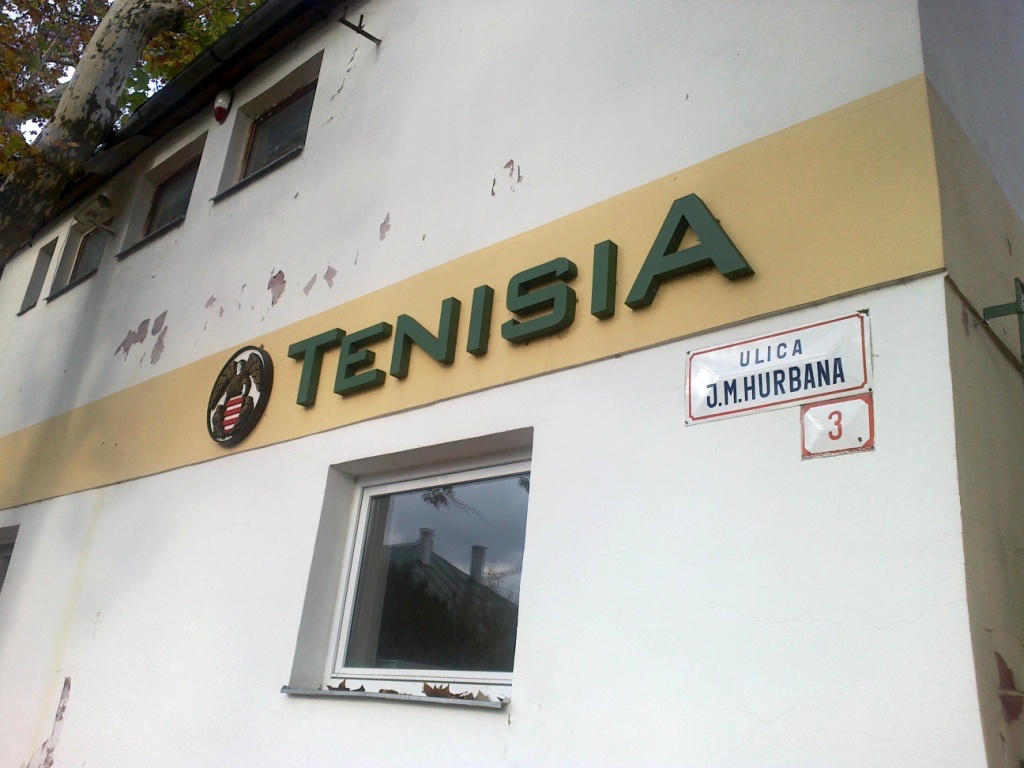 TENISIA
ULICA
J.M.HURBANA
3